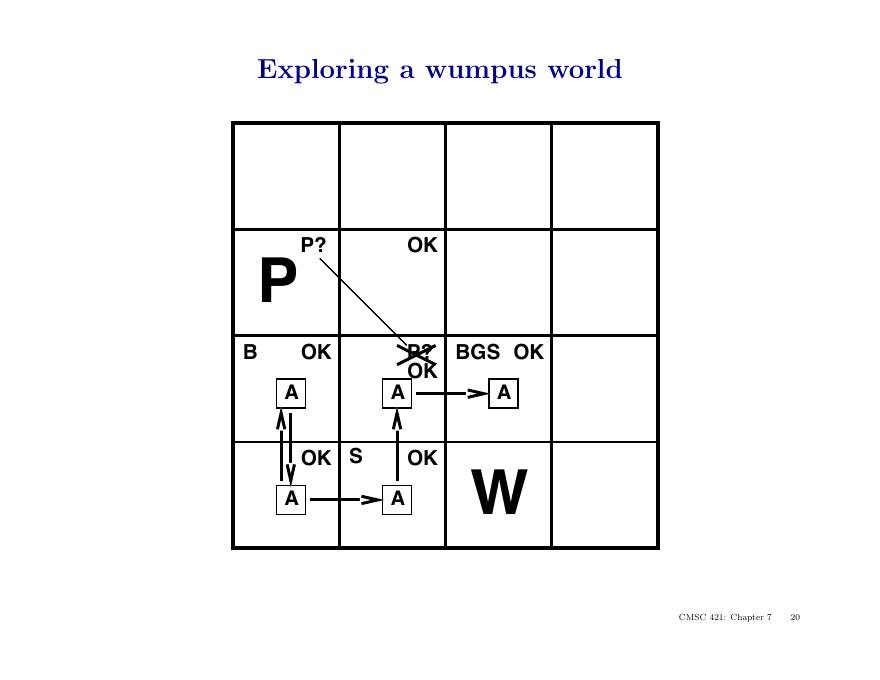 Exploring a wumpus world
P? OK
P
P?
B OK BGS OK
OK
A A A
OK S OK
W
A A
CMSC 421: Chapter 7 20